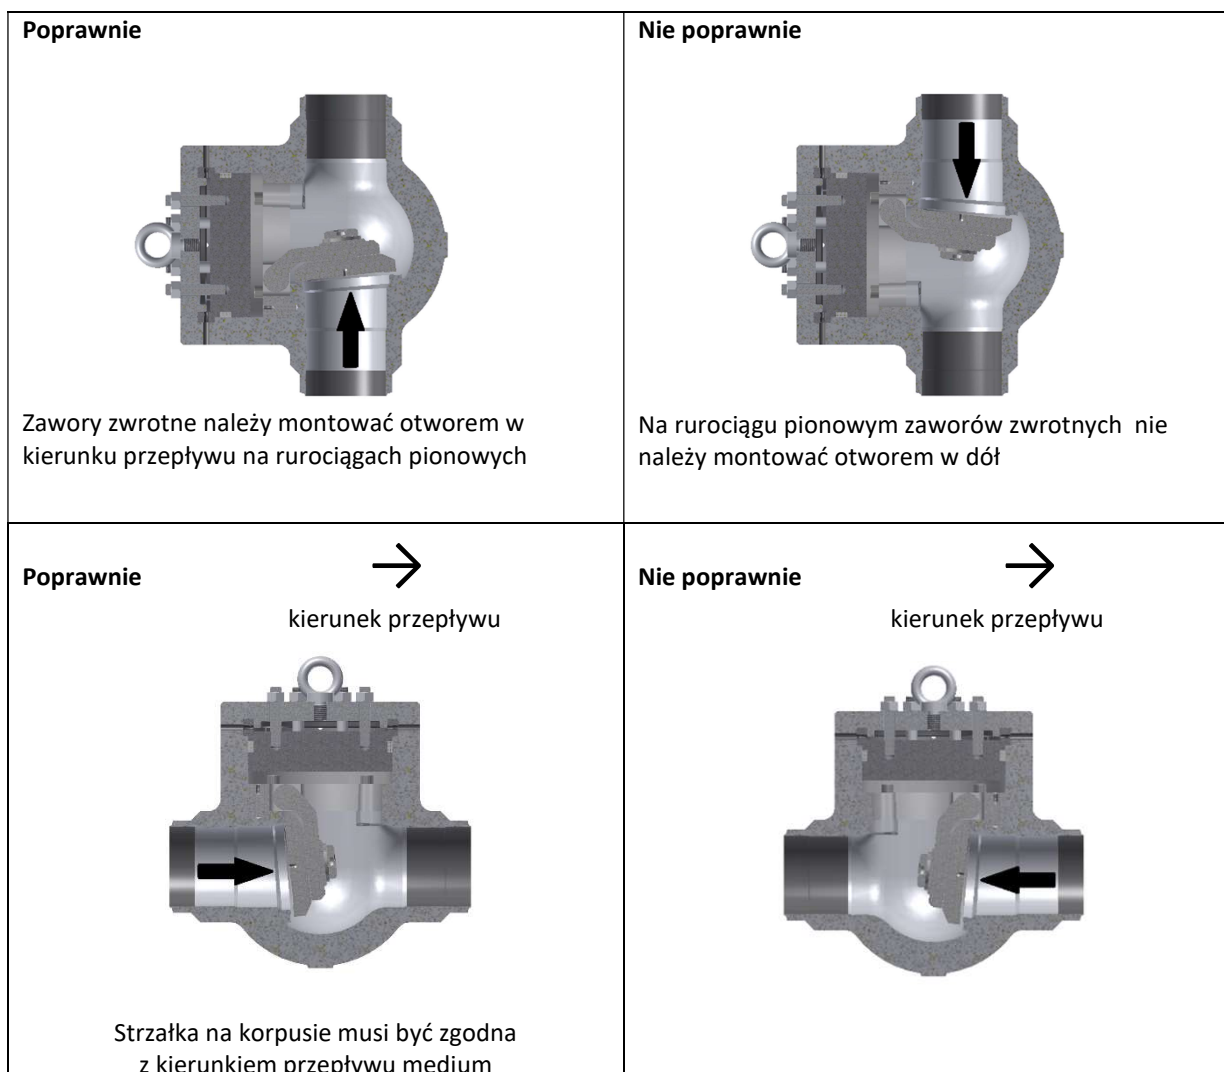 Poprawnie
Nie poprawnie
Zawory zwrotne należy montować otworem w
kierunku przepływu na rurociągach pionowych
Na rurociągu pionowym zaworów zwrotnych  nie
należy montować otworem w dół
Poprawnie
kierunek przepływu
Nie poprawnie
kierunek przepływu
Strzałka na korpusie musi być zgodna
z kierunkiem przepływu medium